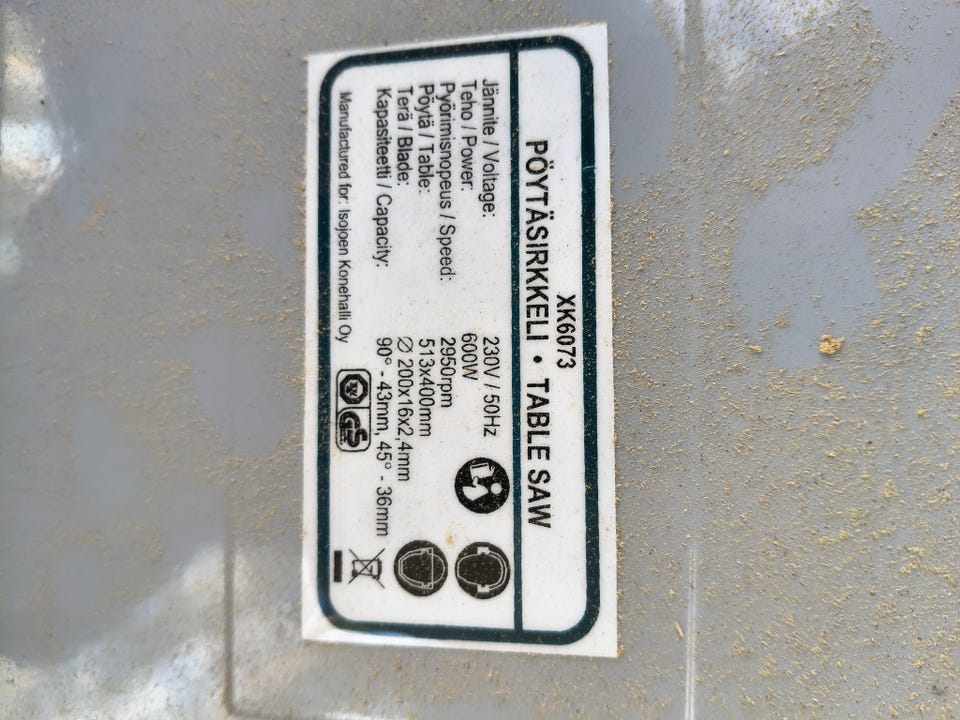 XK6073
PÖYTÄSIRKKELI • TABLE SAW
Jännite / Voltage: 230V / 50Hz
Teho / Power: 600W
Pyörimisnopeus / Speed: 2950rpm
Pöytä / Table: 513x400mm
Terä / Blade: ∅ 200x16x2,4mm
Kapasiteetti / Capacity: 90° - 43mm, 45° - 36mm
Manufactured for: Isojoen Konehalli Oy
GS